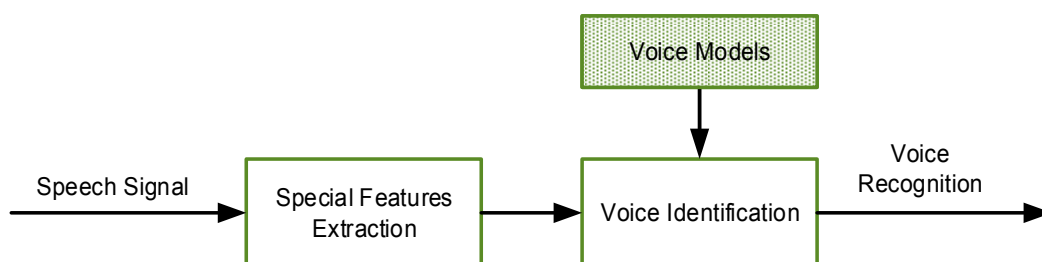 Voice Models
Speech Signal
Special Features
Extraction
Voice Identification
Voice
Recognition